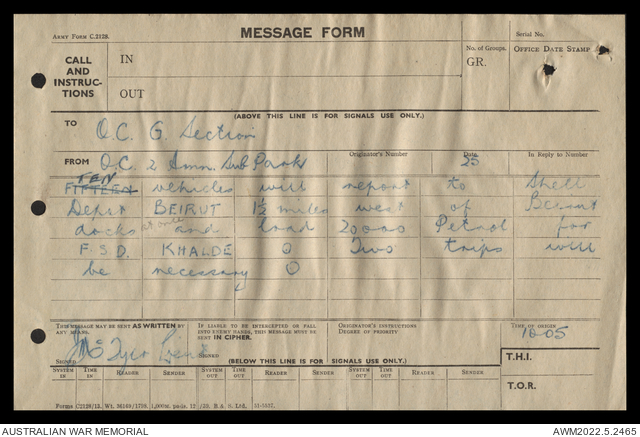 ARMY FORM C.2128.
MESSAGE FORM
Serial No.
CALL AND INSTRUC-TIONS
IN
OUT
No. of Groups.
GR.
OFFICE DATE STAMP
(ABOVE THIS LINE IS FOR SIGNALS USE ONLY.)
TO O.C. G. Section
FROM O.C. 2 Amn. Sub Park
Originator's Number
Date 25
In Reply to Number
TEN
FIFTEEN vehicles will report to Shell
Depot BEIRUT 1½ miles west of Beirut
docks at once and load 20000 Petrol for
F.S.D. KHALDE O Two trips will
be necessary O
THIS MESSAGE MAY BE SENT AS WRITTEN BY ANY MEANS.
IF LIABLE TO BE INTERCEPTED OR FALL INTO ENEMY HANDS, THIS MESSAGE MUST BE SENT IN CIPHER.
ORIGINATOR'S INSTRUCTIONS
DEGREE OF PRIORITY
TIME OF ORIGIN
1805
SIGNED
SIGNED
(BELOW THIS LINE IS FOR SIGNALS USE ONLY.)
T.H.I.
T.O.R.
SYSTEM IN
TIME IN
READER
SENDER
SYSTEM OUT
TIME OUT
READER
SENDER
SYSTEM OUT
TIME OUT
READER
SENDER
AUSTRALIAN WAR MEMORIAL
AWM2022.5.2465